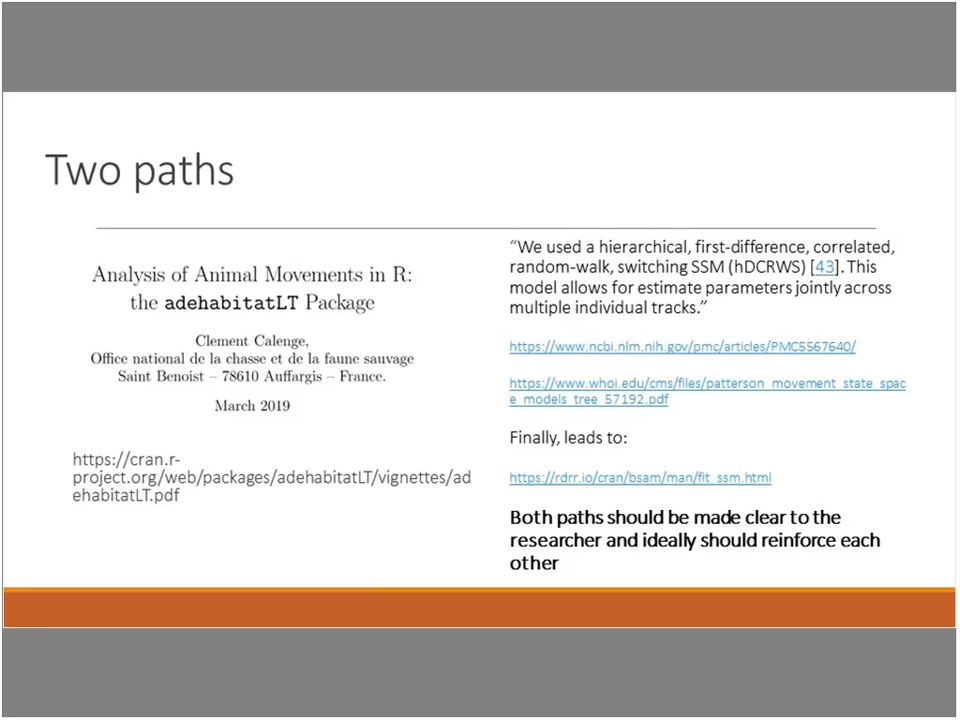 Two paths
Analysis of Animal Movements in R:
the adehabitatLT Package
Clement Calenge,
Office national de la chasse et de la faune sauvage
Saint Benoist – 78610 Auffargis – France.
March 2019
https://cran.r-
project.org/web/packages/adehabitatLT/vignettes/ad
ehabitatLT.pdf
“We used a hierarchical, first-difference, correlated,
random-walk, switching SSM (hDCRWS) [43]. This
model allows for estimate parameters jointly across
multiple individual tracks.”
https://www.ncbi.nlm.nih.gov/pmc/articles/PMC5567640/
https://www.whoi.edu/cms/files/patterson_movement_state_spac
e_models_tree_57192.pdf
Finally, leads to:
https://rdrr.io/cran/bsam/man/fit_ssm.html
Both paths should be made clear to the
researcher and ideally should reinforce each
other